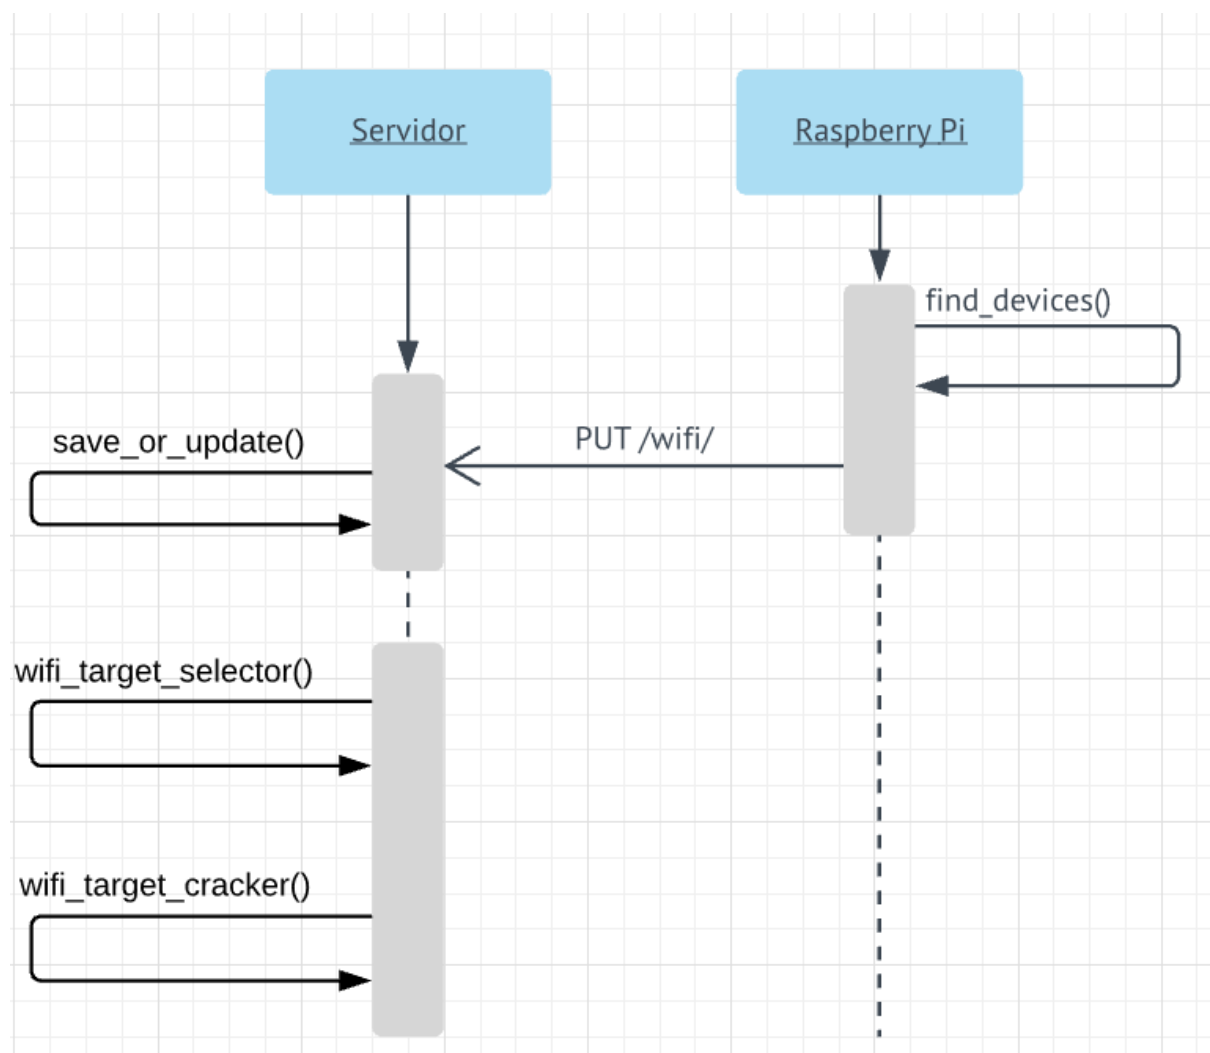 Servidor
Raspberry Pi
find_devices()
save_or_update()
PUT /wifi/
wifi_target_selector()
wifi_target_cracker()